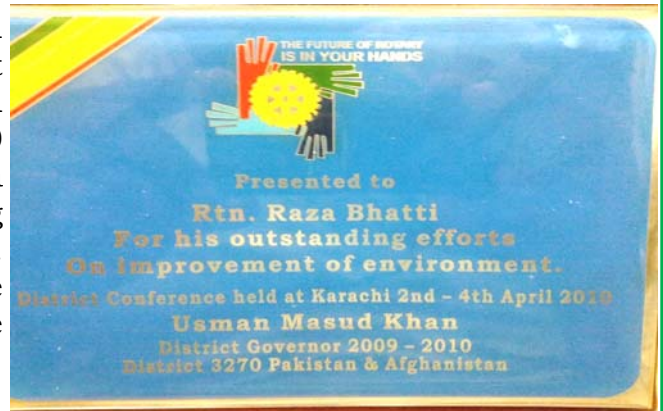 THE FUTURE OF ROTARY
IS IN YOUR HANDS
Presented to
Rtn. Raza Bhatti
For his outstanding efforts
On improvement of environment.
District Conference held at Karachi 2nd – 4th April 2010
Usman Masud Khan
District Governor 2009 – 2010
District 3270 Pakistan & Afghanistan